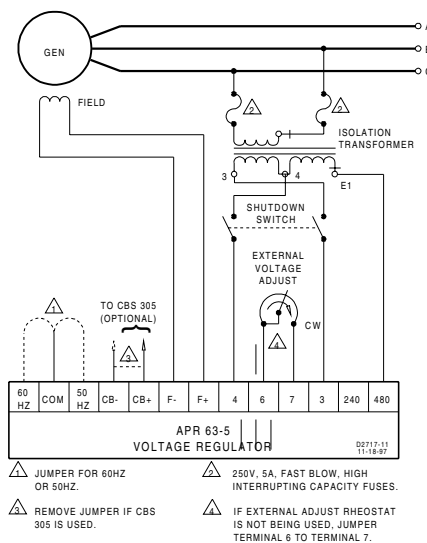 A
B
C
GEN
FIELD
2
2
ISOLATION
TRANSFORMER
3
4
E1
SHUTDOWN
SWITCH
EXTERNAL
VOLTAGE
ADJUST
1
TO CBS 305
(OPTIONAL)
CW
3
4
60 HZ COM 50 HZ CB- CB+ F- F+ 4 6 7 3 240 480
APR 63-5
VOLTAGE REGULATOR
D2717-11
11-18-97
1 JUMPER FOR 60HZ
OR 50HZ.
2 250V, 5A, FAST BLOW, HIGH
INTERRUPTING CAPACITY FUSES.
3 REMOVE JUMPER IF CBS
305 IS USED.
4 IF EXTERNAL ADJUST RHEOSTAT
IS NOT BEING USED, JUMPER
TERMINAL 6 TO TERMINAL 7.